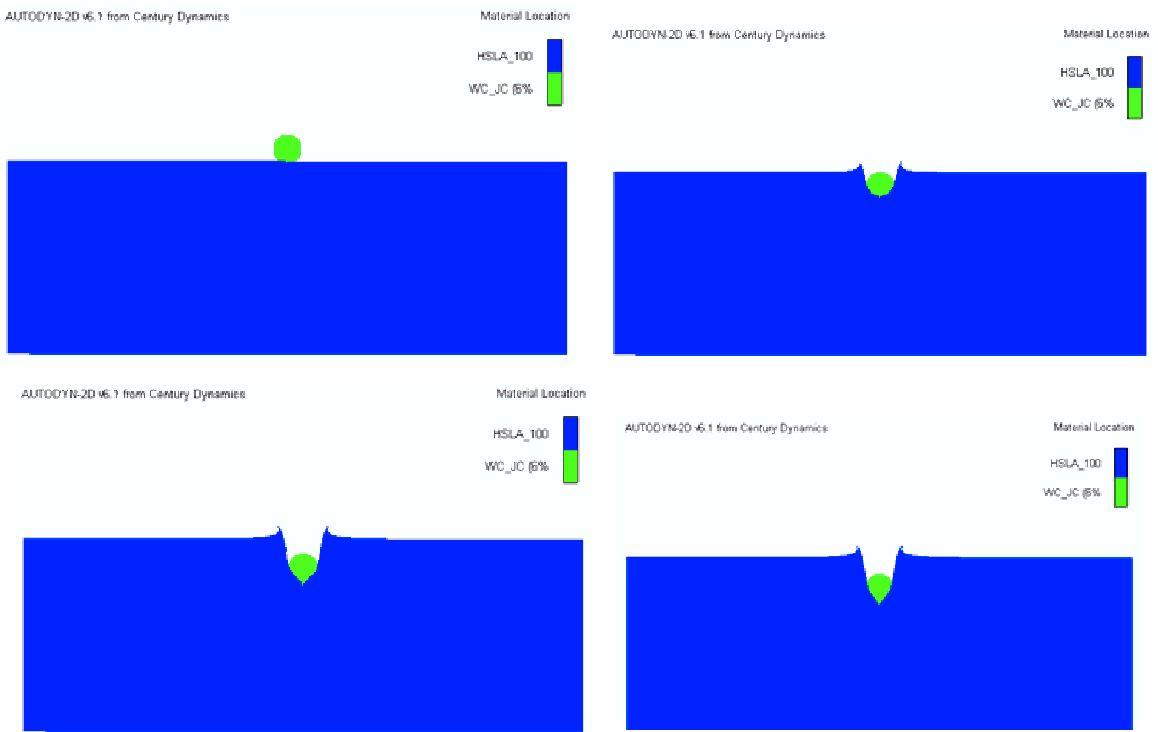 AUTODYN-2D v6.1 from Century Dynamics
Material Location
HSLA_100
WC_JC (6%
AUTODYN-2D v6.1 from Century Dynamics
Material Location
HSLA_100
WC_JC (6%
AUTODYN-2D v6.1 from Century Dynamics
Material Location
HSLA_100
WC_JC (6%
AUTODYN-2D v6.1 from Century Dynamics
Material Location
HSLA_100
WC_JC (6%